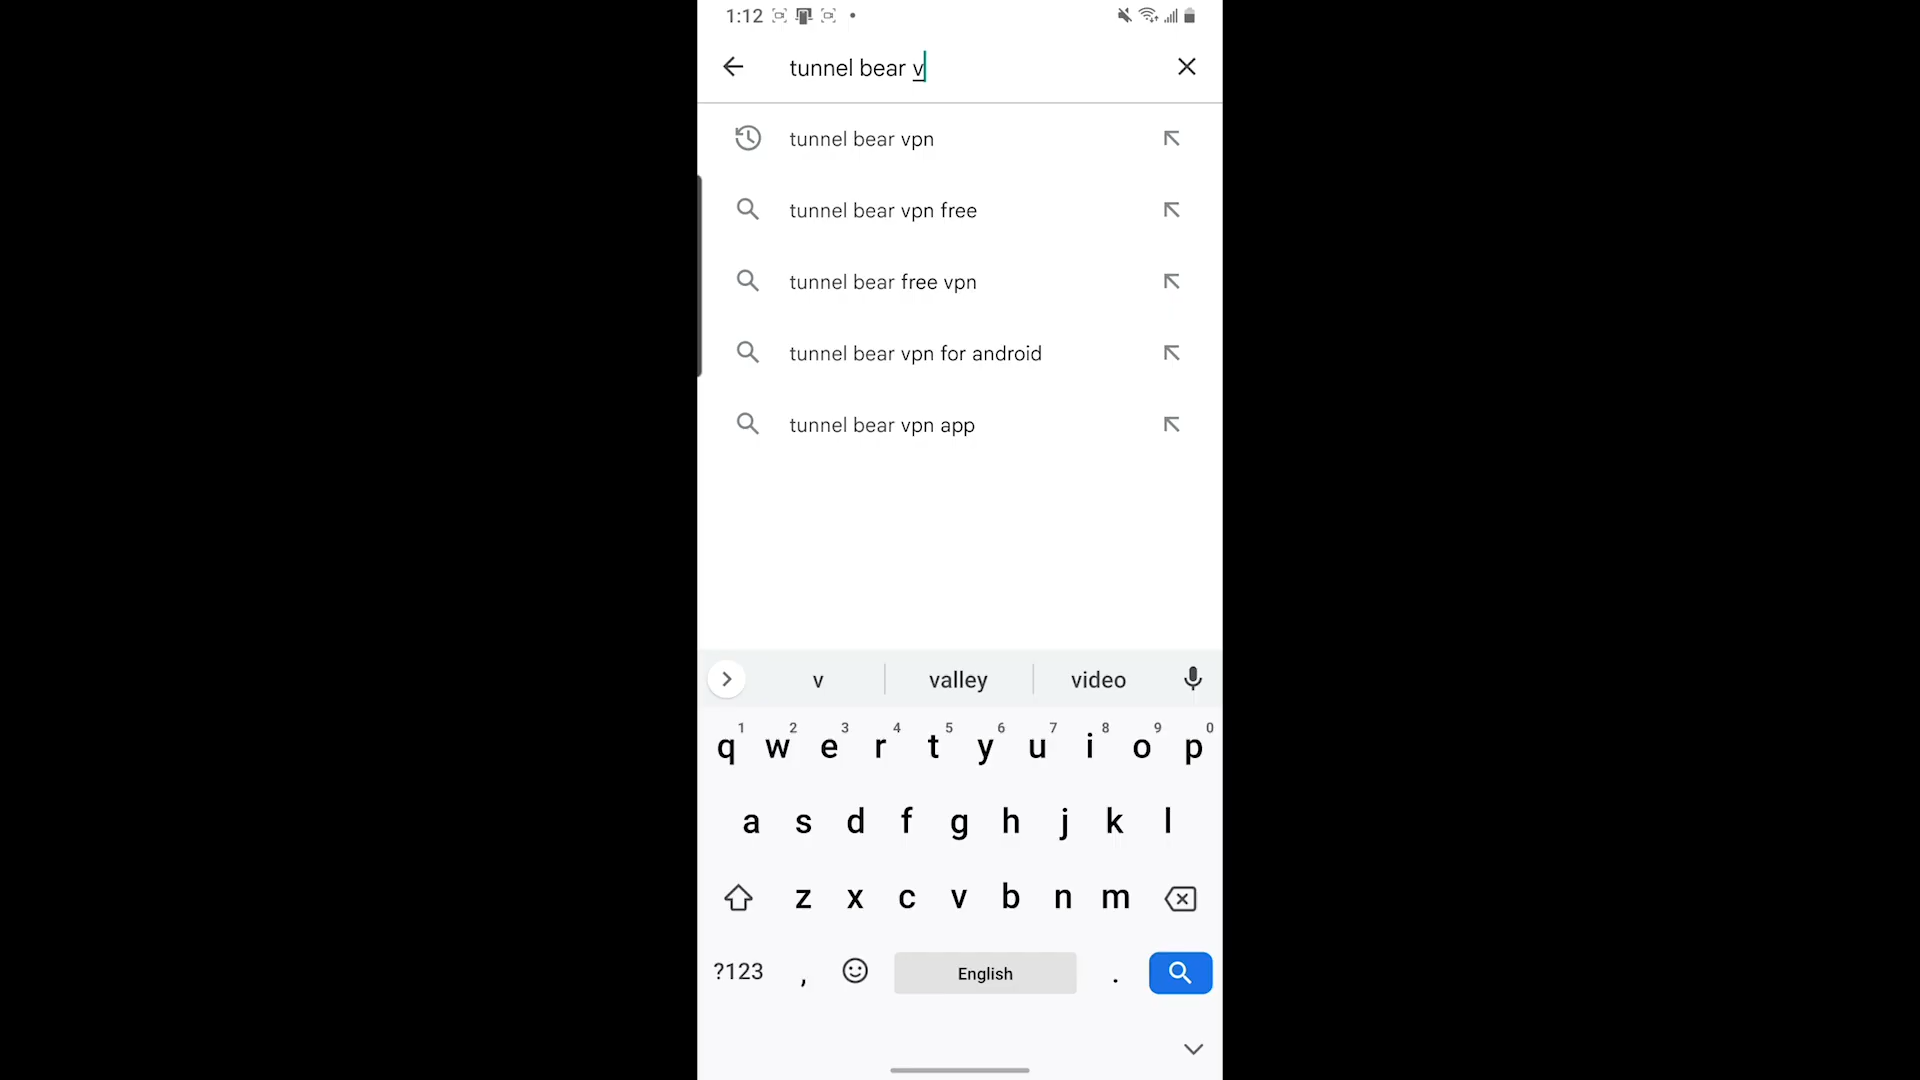 1:12
tunnel bear v
tunnel bear vpn
tunnel bear vpn free
tunnel bear free vpn
tunnel bear vpn for android
tunnel bear vpn app
v valley video
1 2 3 4 5 6 7 8 9 0
q w e r t y u i o p
a s d f g h j k l
z x c v b n m
?123 , English .